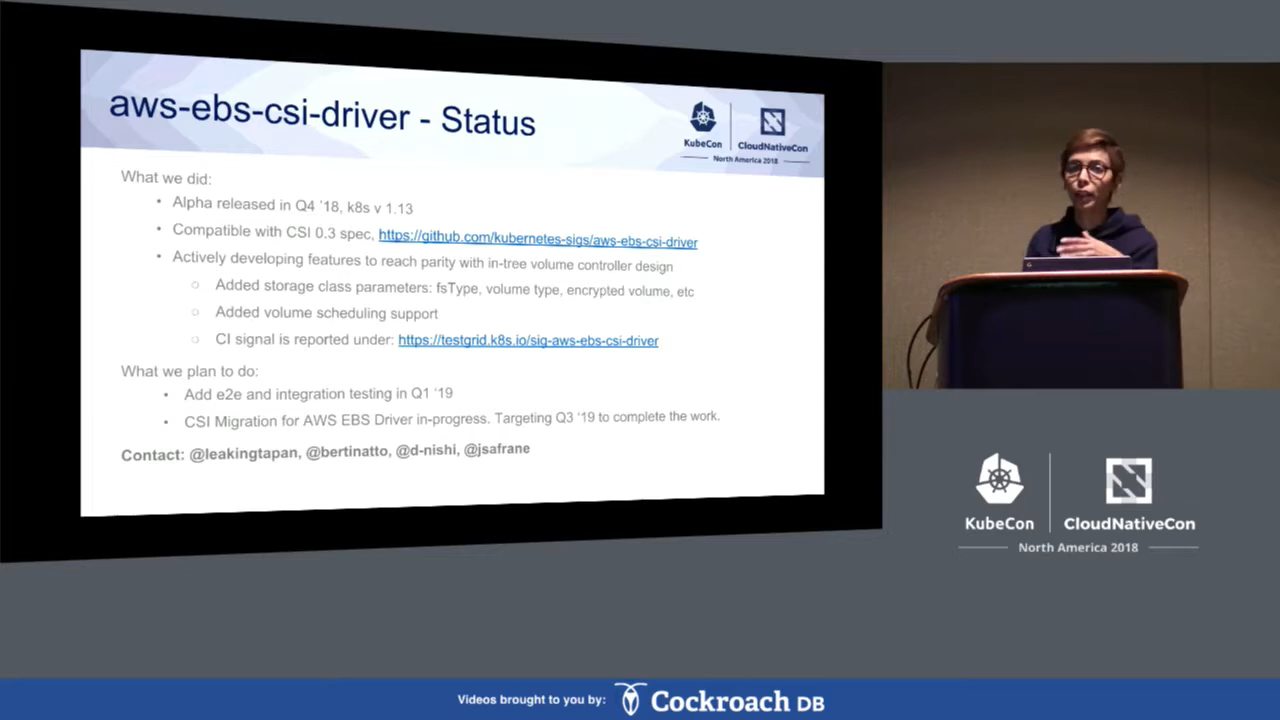 aws-ebs-csi-driver - Status
KubeCon
CloudNativeCon
North America 2018
What we did:
• Alpha released in Q4 '18, k8s v 1.13
• Compatible with CSI 0.3 spec, https://github.com/kubernetes-sigs/aws-ebs-csi-driver
• Actively developing features to reach parity with in-tree volume controller design
○ Added storage class parameters: fsType, volume type, encrypted volume, etc
○ Added volume scheduling support
○ CI signal is reported under: https://testgrid.k8s.io/sig-aws-ebs-csi-driver
What we plan to do:
• Add e2e and integration testing in Q1 '19
• CSI Migration for AWS EBS Driver in-progress. Targeting Q3 '19 to complete the work.
Contact: @leakingtapan, @bertinatto, @d-nishi, @jsafrane
KubeCon
CloudNativeCon
North America 2018
Videos brought to you by: Cockroach DB